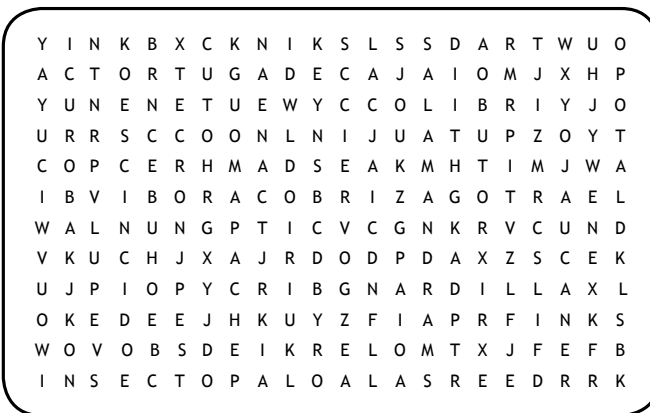 Y I N K B X C K N I K S L S S D A R T W U O
A C T O R T U G A D E C A J A I O M J X H P
Y U N E N E T U E W Y C C O L I B R I Y J O
U R R S C C O O N L N I J U A T U P Z O Y T
C O P C E R H M A D S E A K M H T I M J W A
I B V I B O R A C O B R I Z A G O T R A E L
W A L N U N G P T I C V C G N K R V C U N D
V K U C H J X A J R D O D P D A X Z S C E K
U J P I O P Y C R I B G N A R D I L L A X L
O K E D E E J H K U Y Z F I A P R F I N K S
W O V O B S D E I K R E L O M T X J F E F B
I N S E C T O P A L O A L A S R E E D R R K